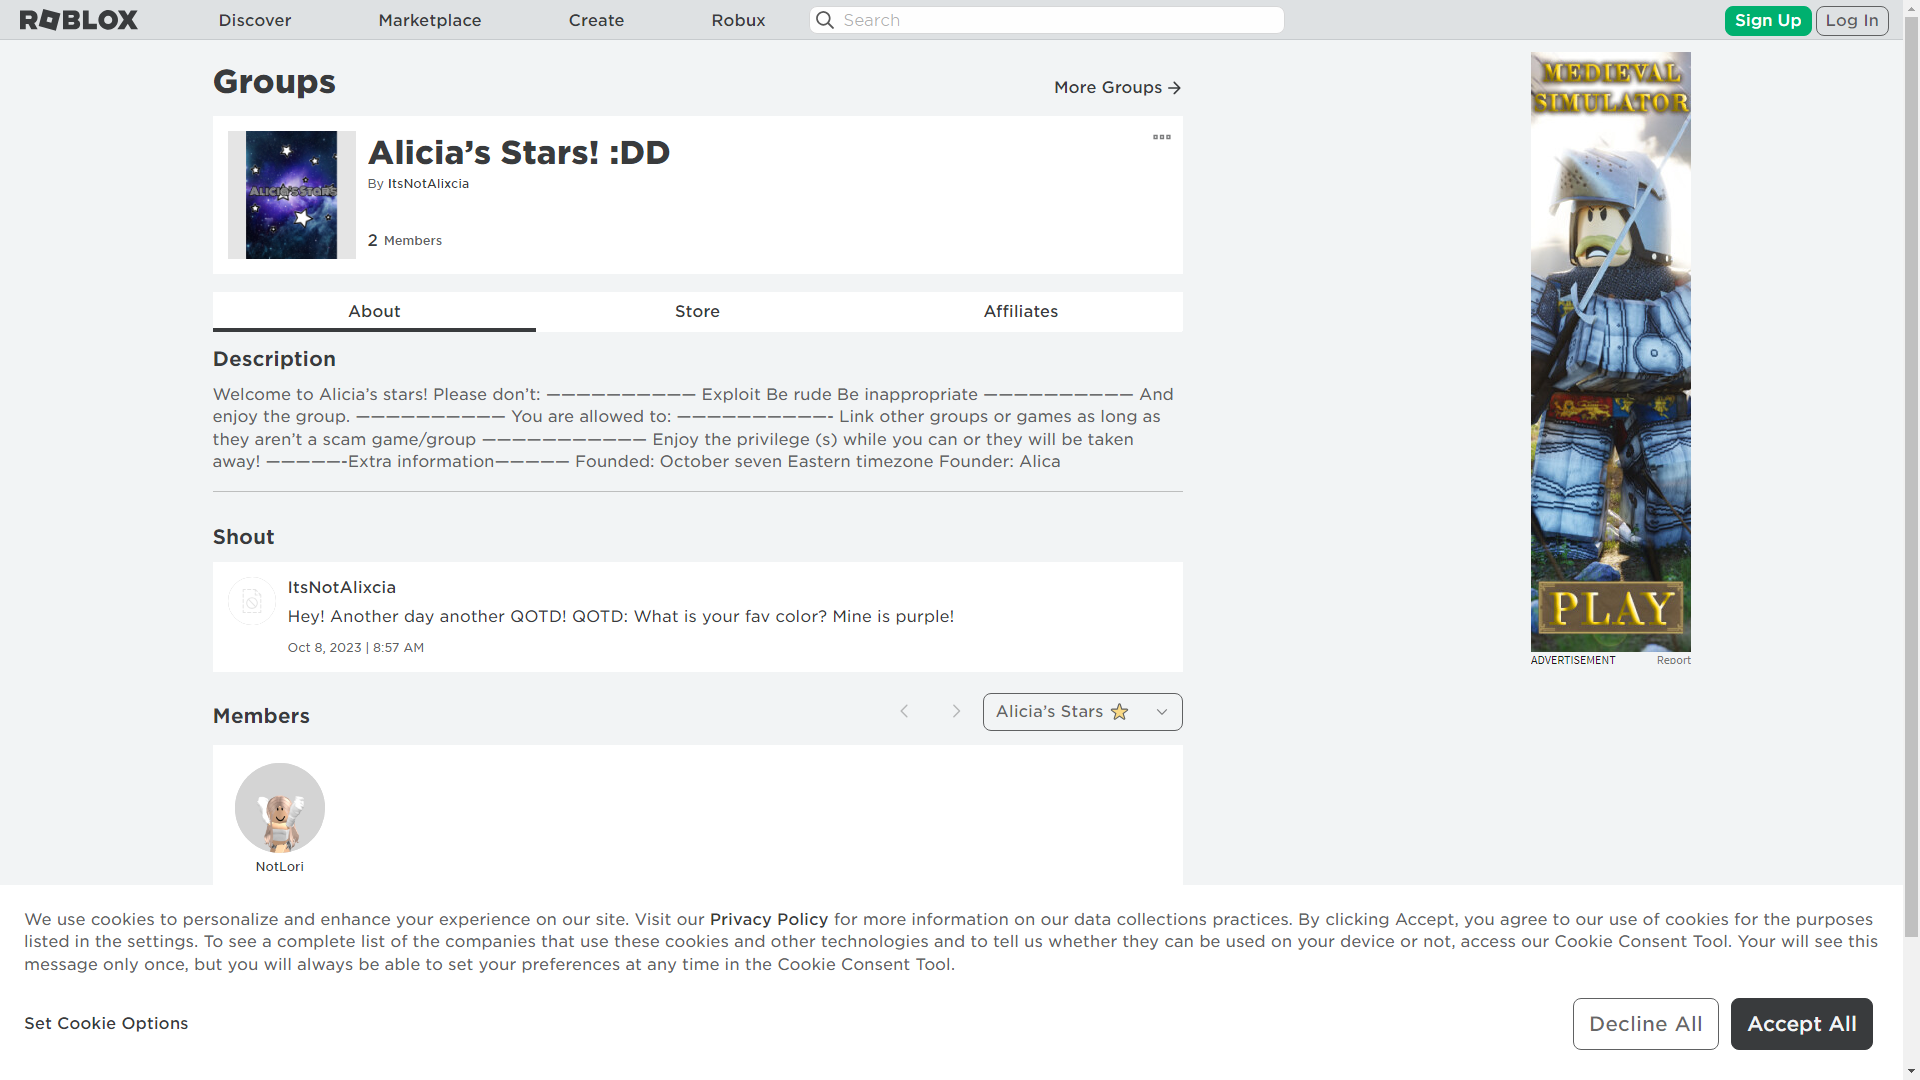 ROBLOX
Discover
Marketplace
Create
Robux
Search
Sign Up
Log In
Groups
More Groups
ALICIA'S STARS
Alicia’s Stars! :DD
By ItsNotAlixcia
2 Members
About
Store
Affiliates
Description
Welcome to Alicia’s stars! Please don’t: —————————— Exploit Be rude Be inappropriate —————————— And
enjoy the group. —————————— You are allowed to: ——————————- Link other groups or games as long as
they aren’t a scam game/group ——————————— Enjoy the privilege (s) while you can or they will be taken
away! —————-Extra information————— Founded: October seven Eastern timezone Founder: Alica
Shout
ItsNotAlixcia
Hey! Another day another QOTD! QOTD: What is your fav color? Mine is purple!
Oct 8, 2023 | 8:57 AM
Members
Alicia’s Stars ⭐
NotLori
MEDIEVAL
SIMULATOR
PLAY
ADVERTISEMENT
Report
We use cookies to personalize and enhance your experience on our site. Visit our Privacy Policy for more information on our data collections practices. By clicking Accept, you agree to our use of cookies for the purposes
listed in the settings. To see a complete list of the companies that use these cookies and other technologies and to tell us whether they can be used on your device or not, access our Cookie Consent Tool. Your will see this
message only once, but you will always be able to set your preferences at any time in the Cookie Consent Tool.
Set Cookie Options
Decline All
Accept All